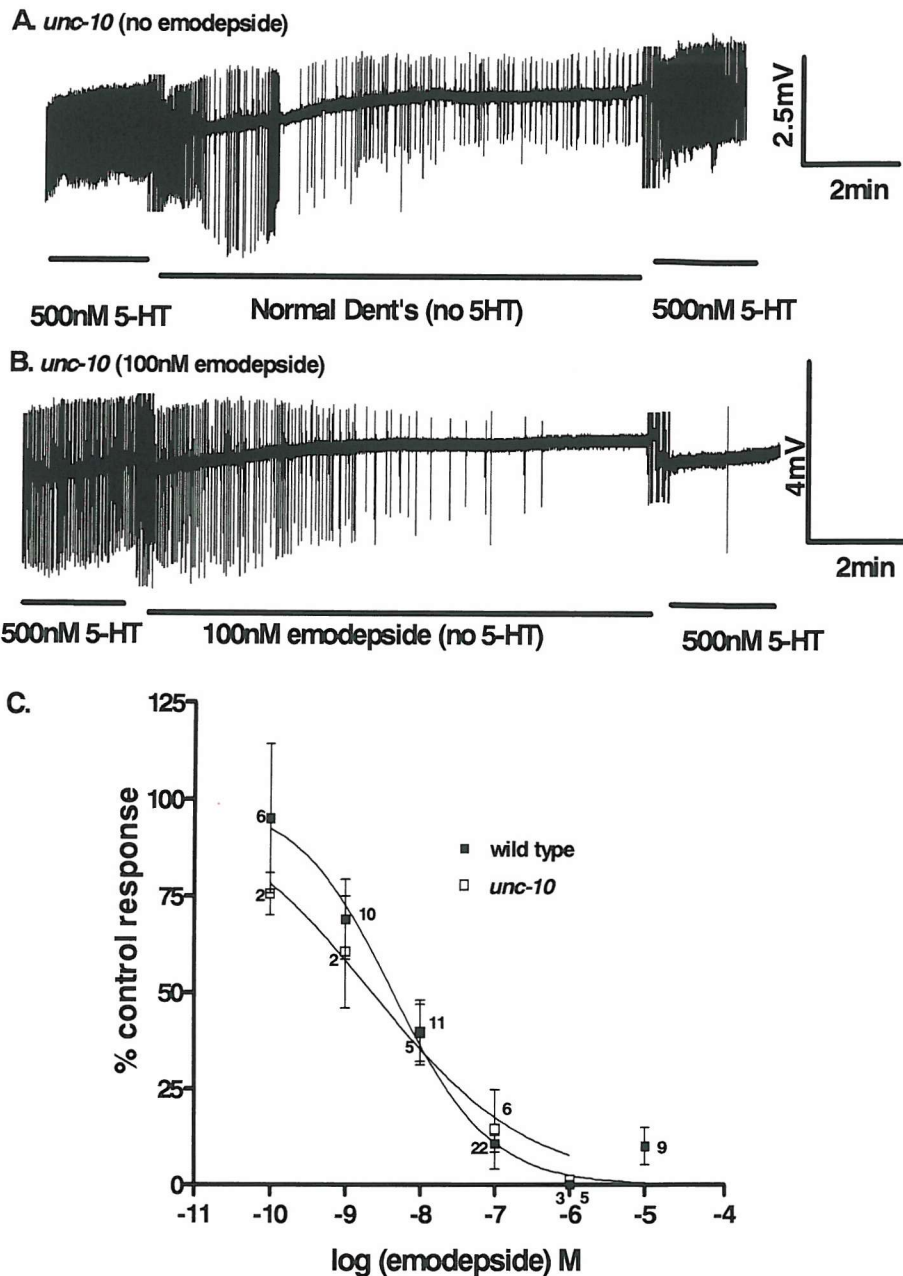 A. unc-10 (no emodepside)
2.5mV
2min
500nM 5-HT
Normal Dent's (no 5HT)
500nM 5-HT
B. unc-10 (100nM emodepside)
4mV
2min
500nM 5-HT
100nM emodepside (no 5-HT)
500nM 5-HT
C.
% control response
125
100
75
50
25
0
6
2
10
2
11
5
6
22
3
5
9
wild type
unc-10
-11
-10
-9
-8
-7
-6
-5
-4
log (emodepside) M